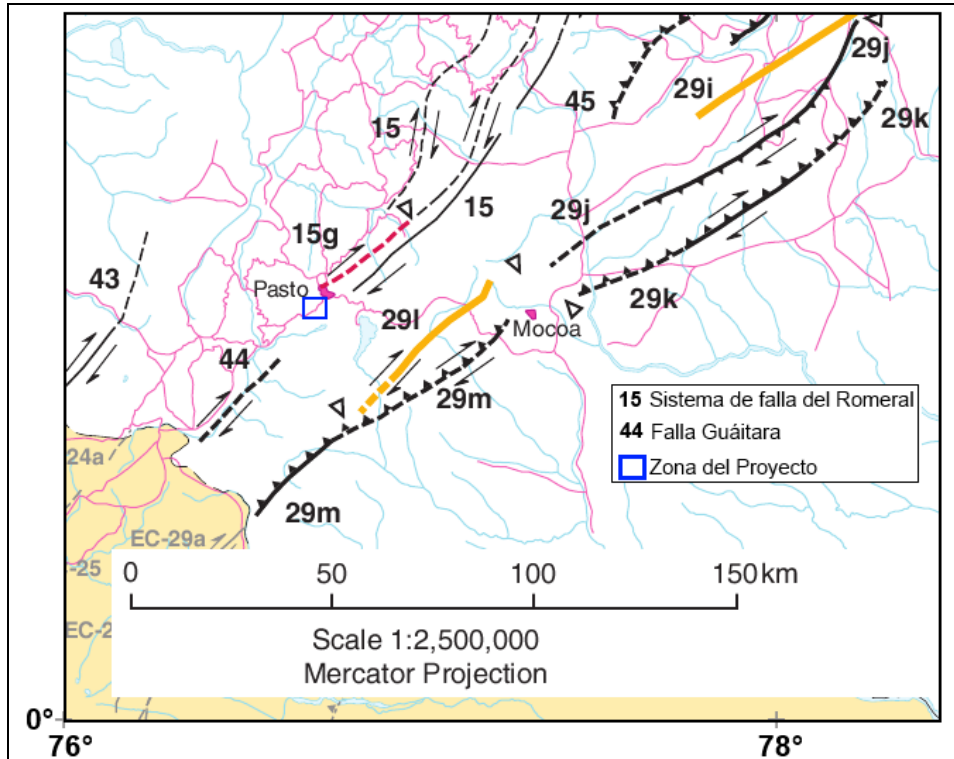 29j
45
29i
15
29k
15
29j
15g
43
Pasto
29k
29l
Mocoa
44
29m
15 Sistema de falla del Romeral
44 Falla Guáitara
Zona del Proyecto
24a
29m
EC-29a
-25
0 50 100 150 km
EC-2
Scale 1:2,500,000
Mercator Projection
0°
76° 78°